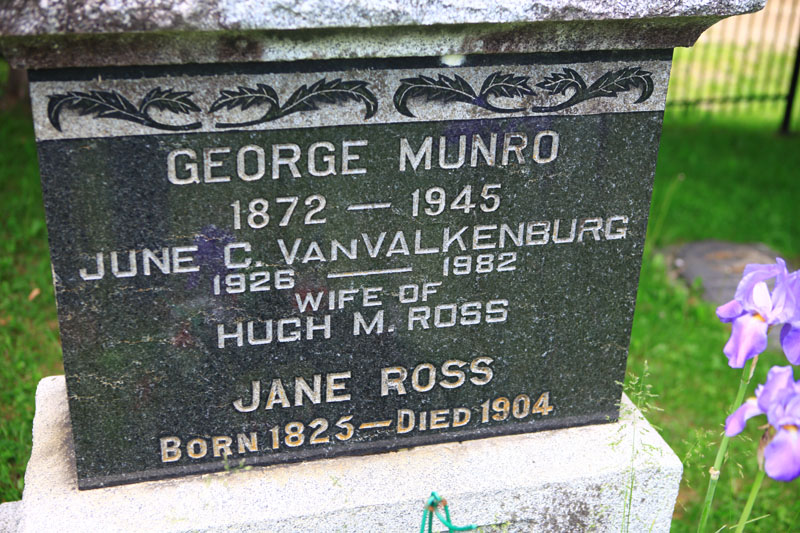 GEORGE MUNRO
1872 — 1945
JUNE C. VANVALKENBURG
1926 — 1982
WIFE OF
HUGH M. ROSS
JANE ROSS
BORN 1825 — DIED 1904